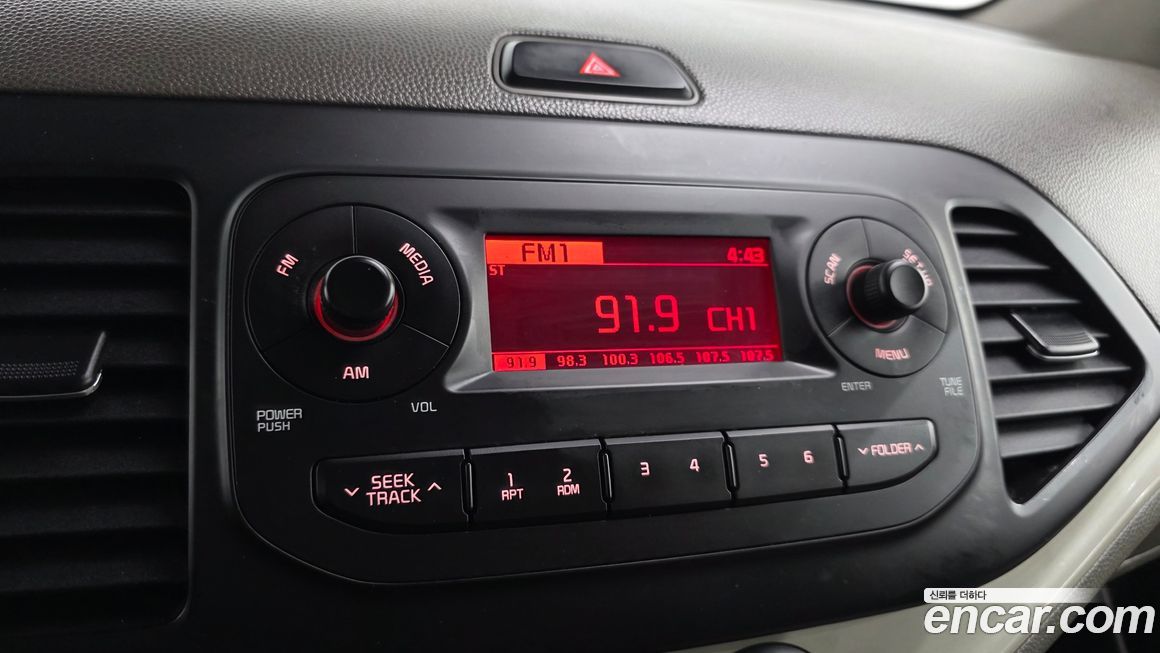 FM1
4:43
ST
91.9 CH1
91.9 98.3 100.3 106.5 107.5 107.5
FM
MEDIA
AM
POWER
PUSH
VOL
SCAN
SETUP
MENU
ENTER
TUNE
FILE
SEEK
TRACK
1
RPT
2
RDM
3
4
5
6
FOLDER
신뢰를 더하다
encar.com